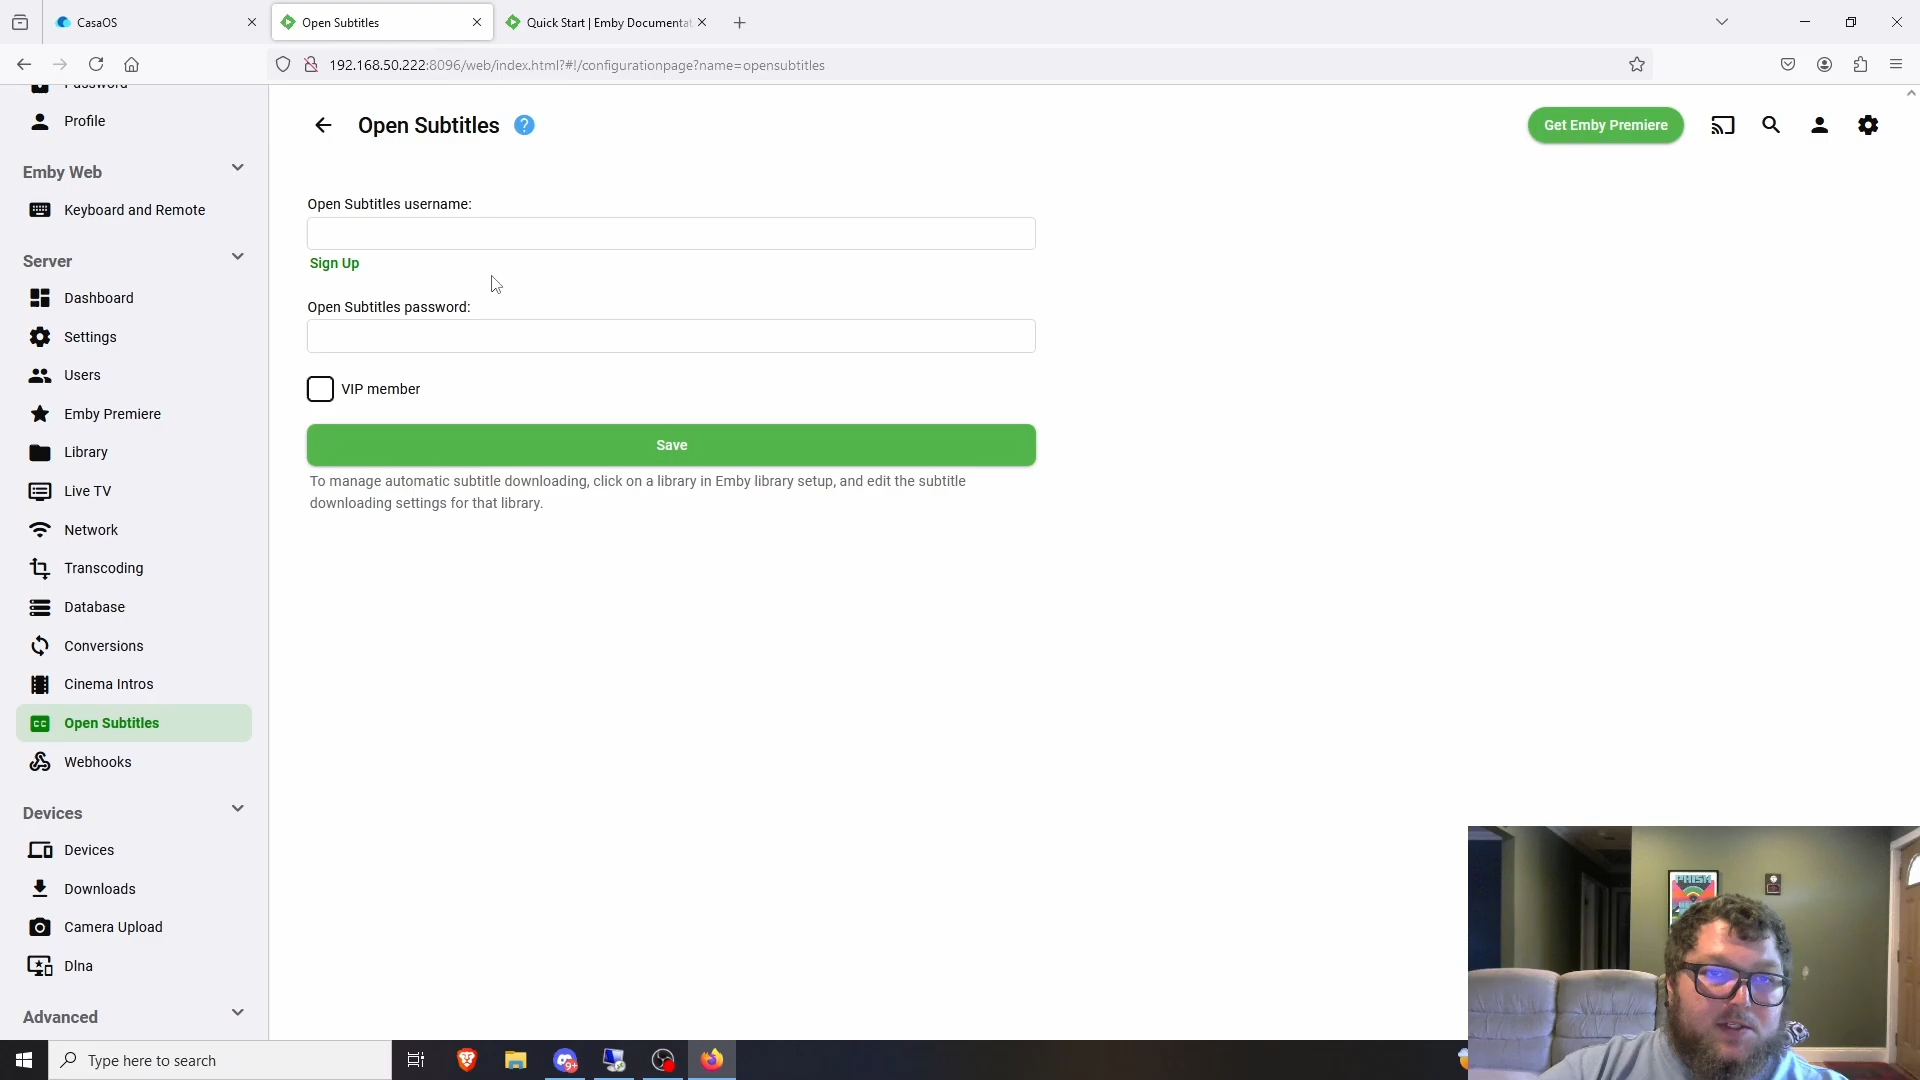 CasaOS
Open Subtitles
Quick Start | Emby Documentat
192.168.50.222:8096/web/index.html?#!/configurationpage?name=opensubtitles
Password
Profile
Emby Web
Keyboard and Remote
Server
Dashboard
Settings
Users
Emby Premiere
Library
Live TV
Network
Transcoding
Database
Conversions
Cinema Intros
Open Subtitles
Webhooks
Devices
Devices
Downloads
Camera Upload
Dlna
Advanced
Open Subtitles
?
Get Emby Premiere
Open Subtitles username:
Sign Up
Open Subtitles password:
VIP member
Save
To manage automatic subtitle downloading, click on a library in Emby library setup, and edit the subtitle
downloading settings for that library.
PHISH
Type here to search
9+